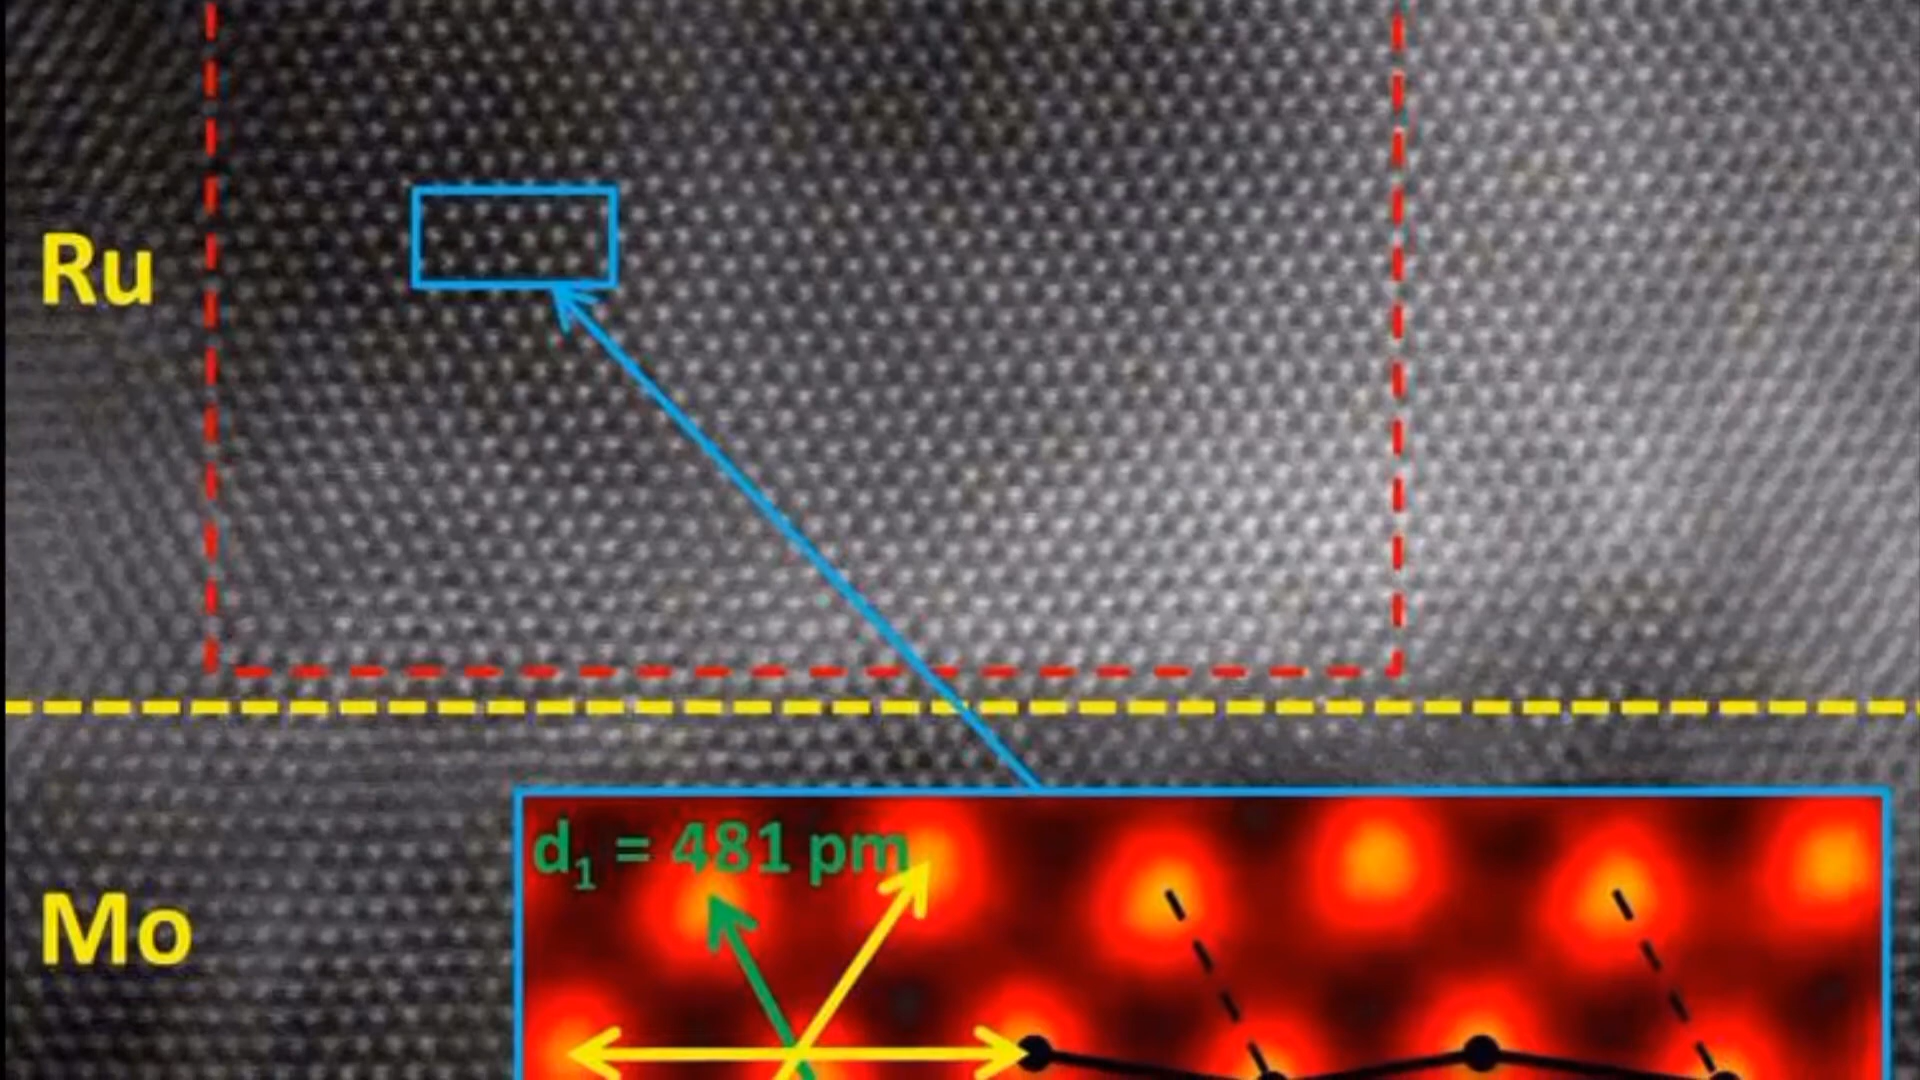 Ru
d₁ = 481 pm
Mo